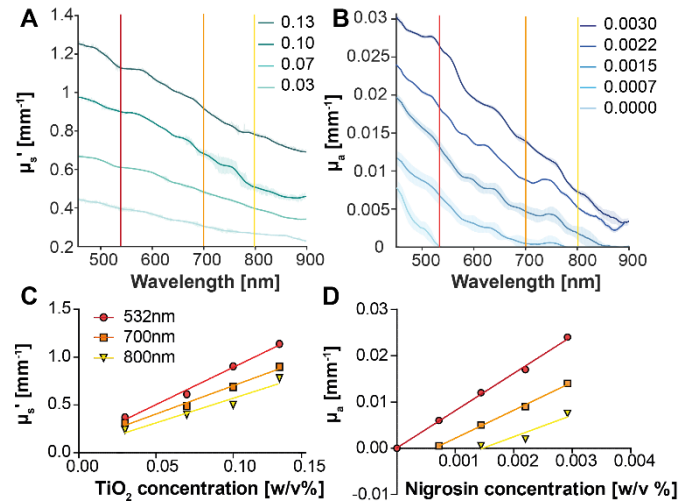 A
0.13
0.10
0.07
0.03
1.4
1.2
1
0.8
0.6
0.4
0.2
μs' [mm⁻¹]
500 600 700 800 900
Wavelength [nm]
B
0.0030
0.0022
0.0015
0.0007
0.0000
0.03
0.025
0.02
0.015
0.01
0.005
0
μa [mm⁻¹]
500 600 700 800 900
Wavelength [nm]
C
532nm
700nm
800nm
1.5
1.0
0.5
0.0
μs' [mm⁻¹]
0.00 0.05 0.10 0.15
TiO₂ concentration [w/v%]
D
0.03
0.02
0.01
0.00
-0.01
μa [mm⁻¹]
0.001 0.002 0.003 0.004
Nigrosin concentration [w/v %]